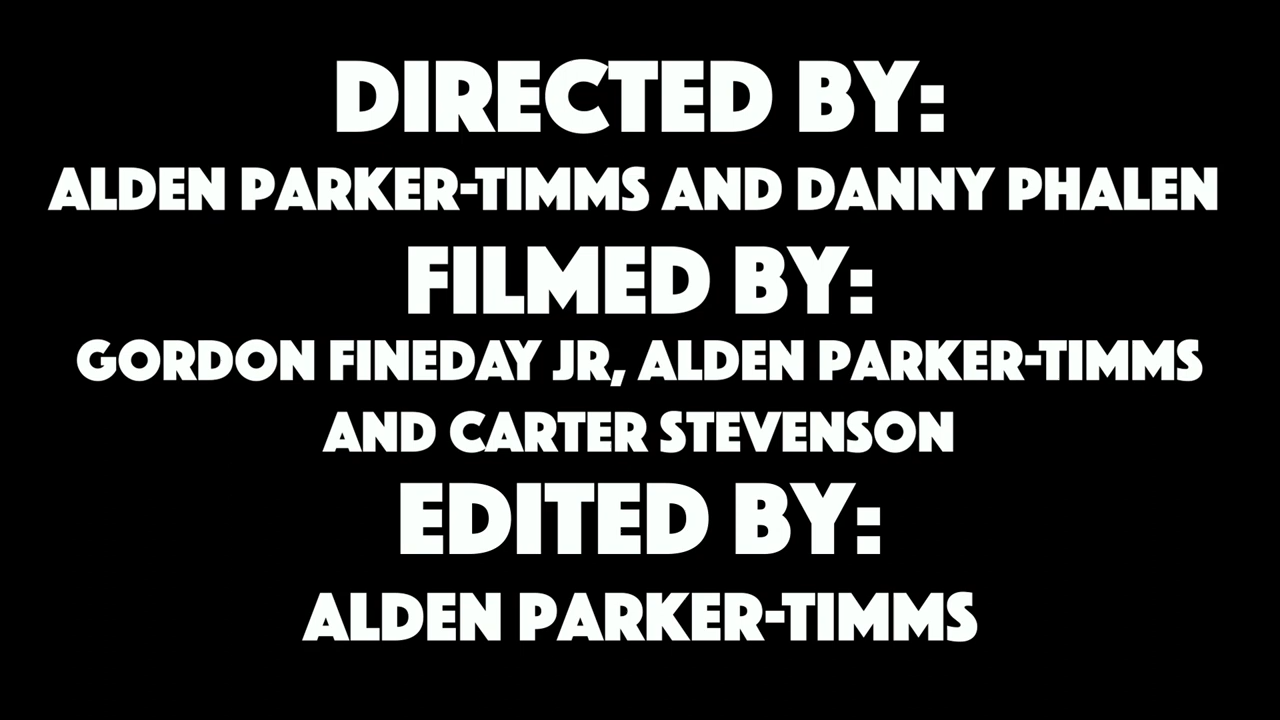 DIRECTED BY:
ALDEN PARKER-TIMMS AND DANNY PHALEN
FILMED BY:
GORDON FINEDAY JR, ALDEN PARKER-TIMMS
AND CARTER STEVENSON
EDITED BY:
ALDEN PARKER-TIMMS